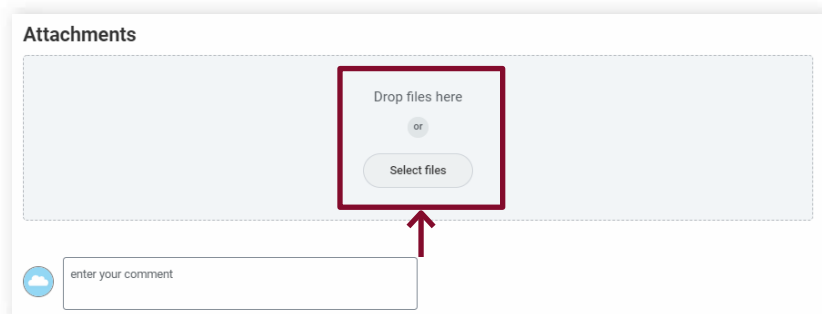 Attachments
Drop files here
or
Select files
enter your comment